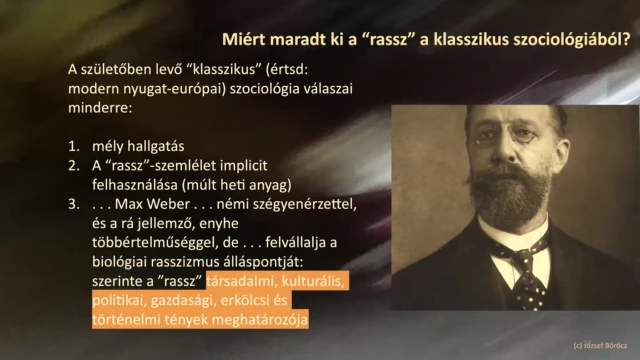 Miért maradt ki a “rassz” a klasszikus szociológiából?
A születőben levő “klasszikus” (értsd:
modern nyugat-európai) szociológia válaszai
minderre:
1. mély hallgatás
2. A “rassz”-szemlélet implicit
felhasználása (múlt heti anyag)
3. . . . Max Weber . . . némi szégyenérzettel,
és a rá jellemző, enyhe
többértelműséggel, de . . . felvállalja a
biológiai rasszizmus álláspontját:
szerinte a ”rassz” társadalmi, kulturális,
politikai, gazdasági, erkölcsi és
történelmi tények meghatározója
(c) József Böröcz